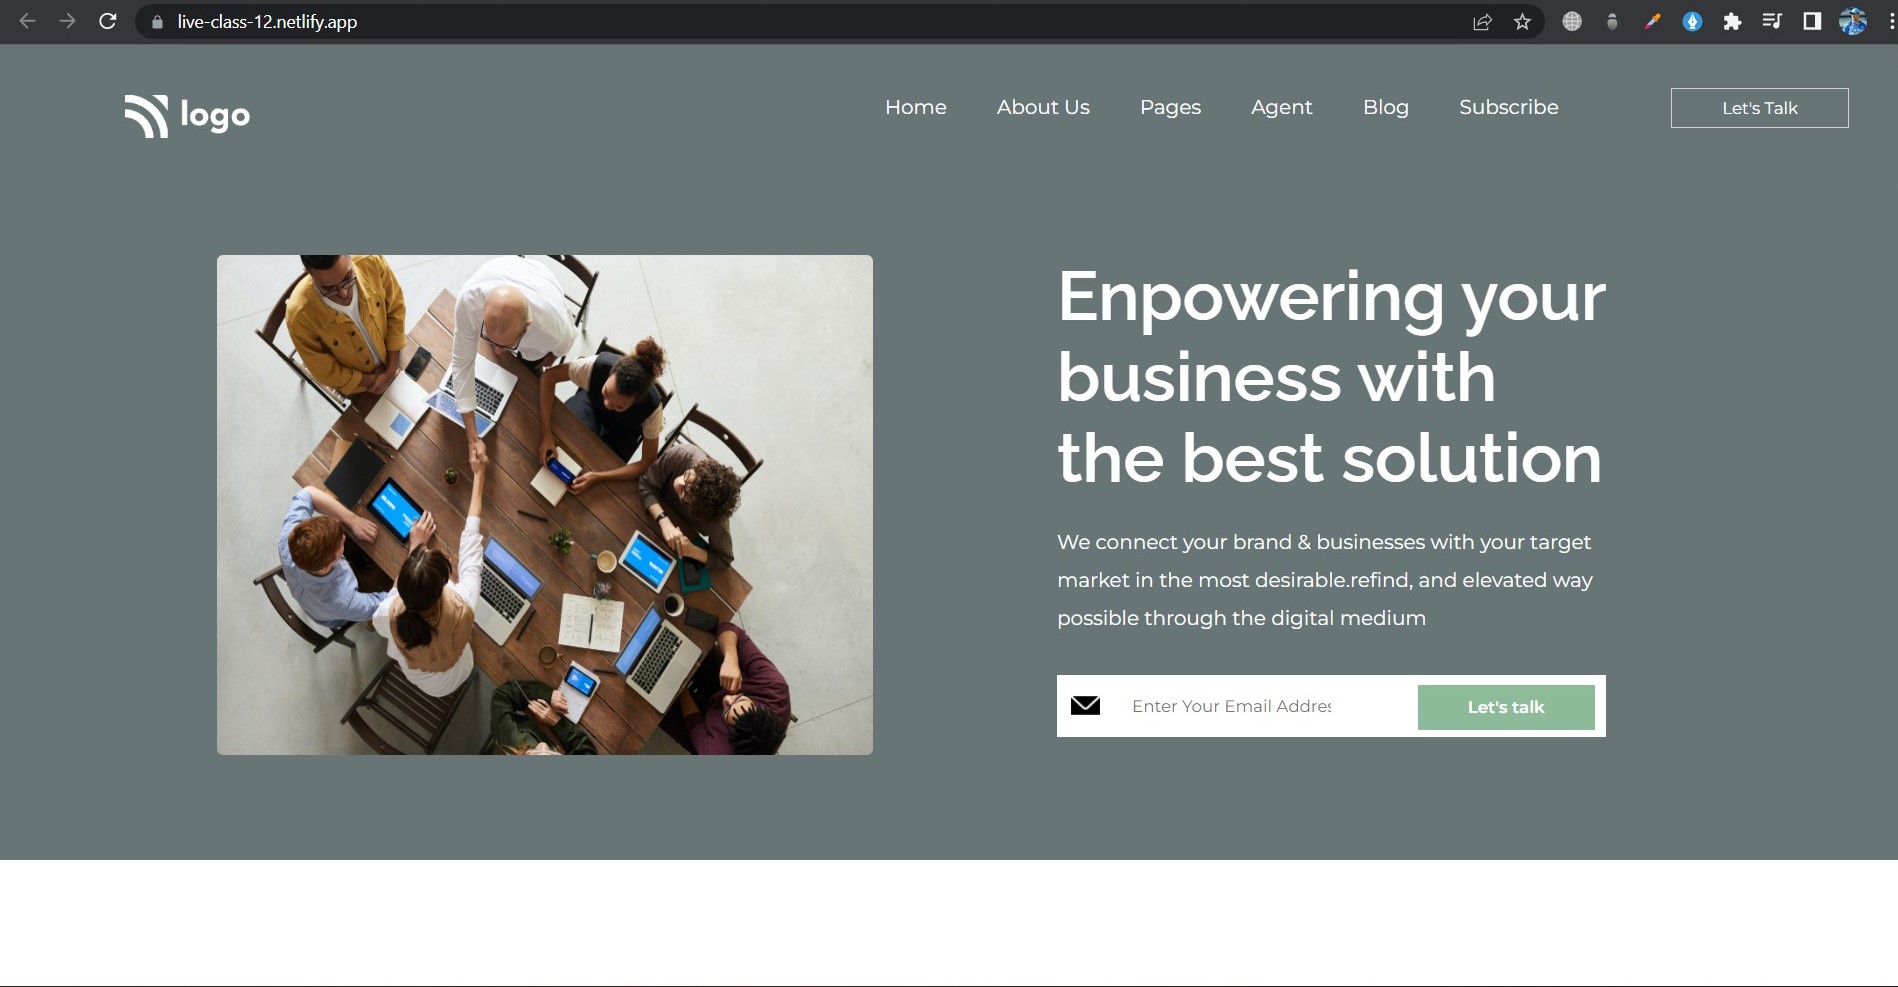 live-class-12.netlify.app
logo
Home About Us Pages Agent Blog Subscribe Let's Talk
Enpowering your
business with
the best solution
We connect your brand & businesses with your target
market in the most desirable.refind, and elevated way
possible through the digital medium
Enter Your Email Addres
Let's talk